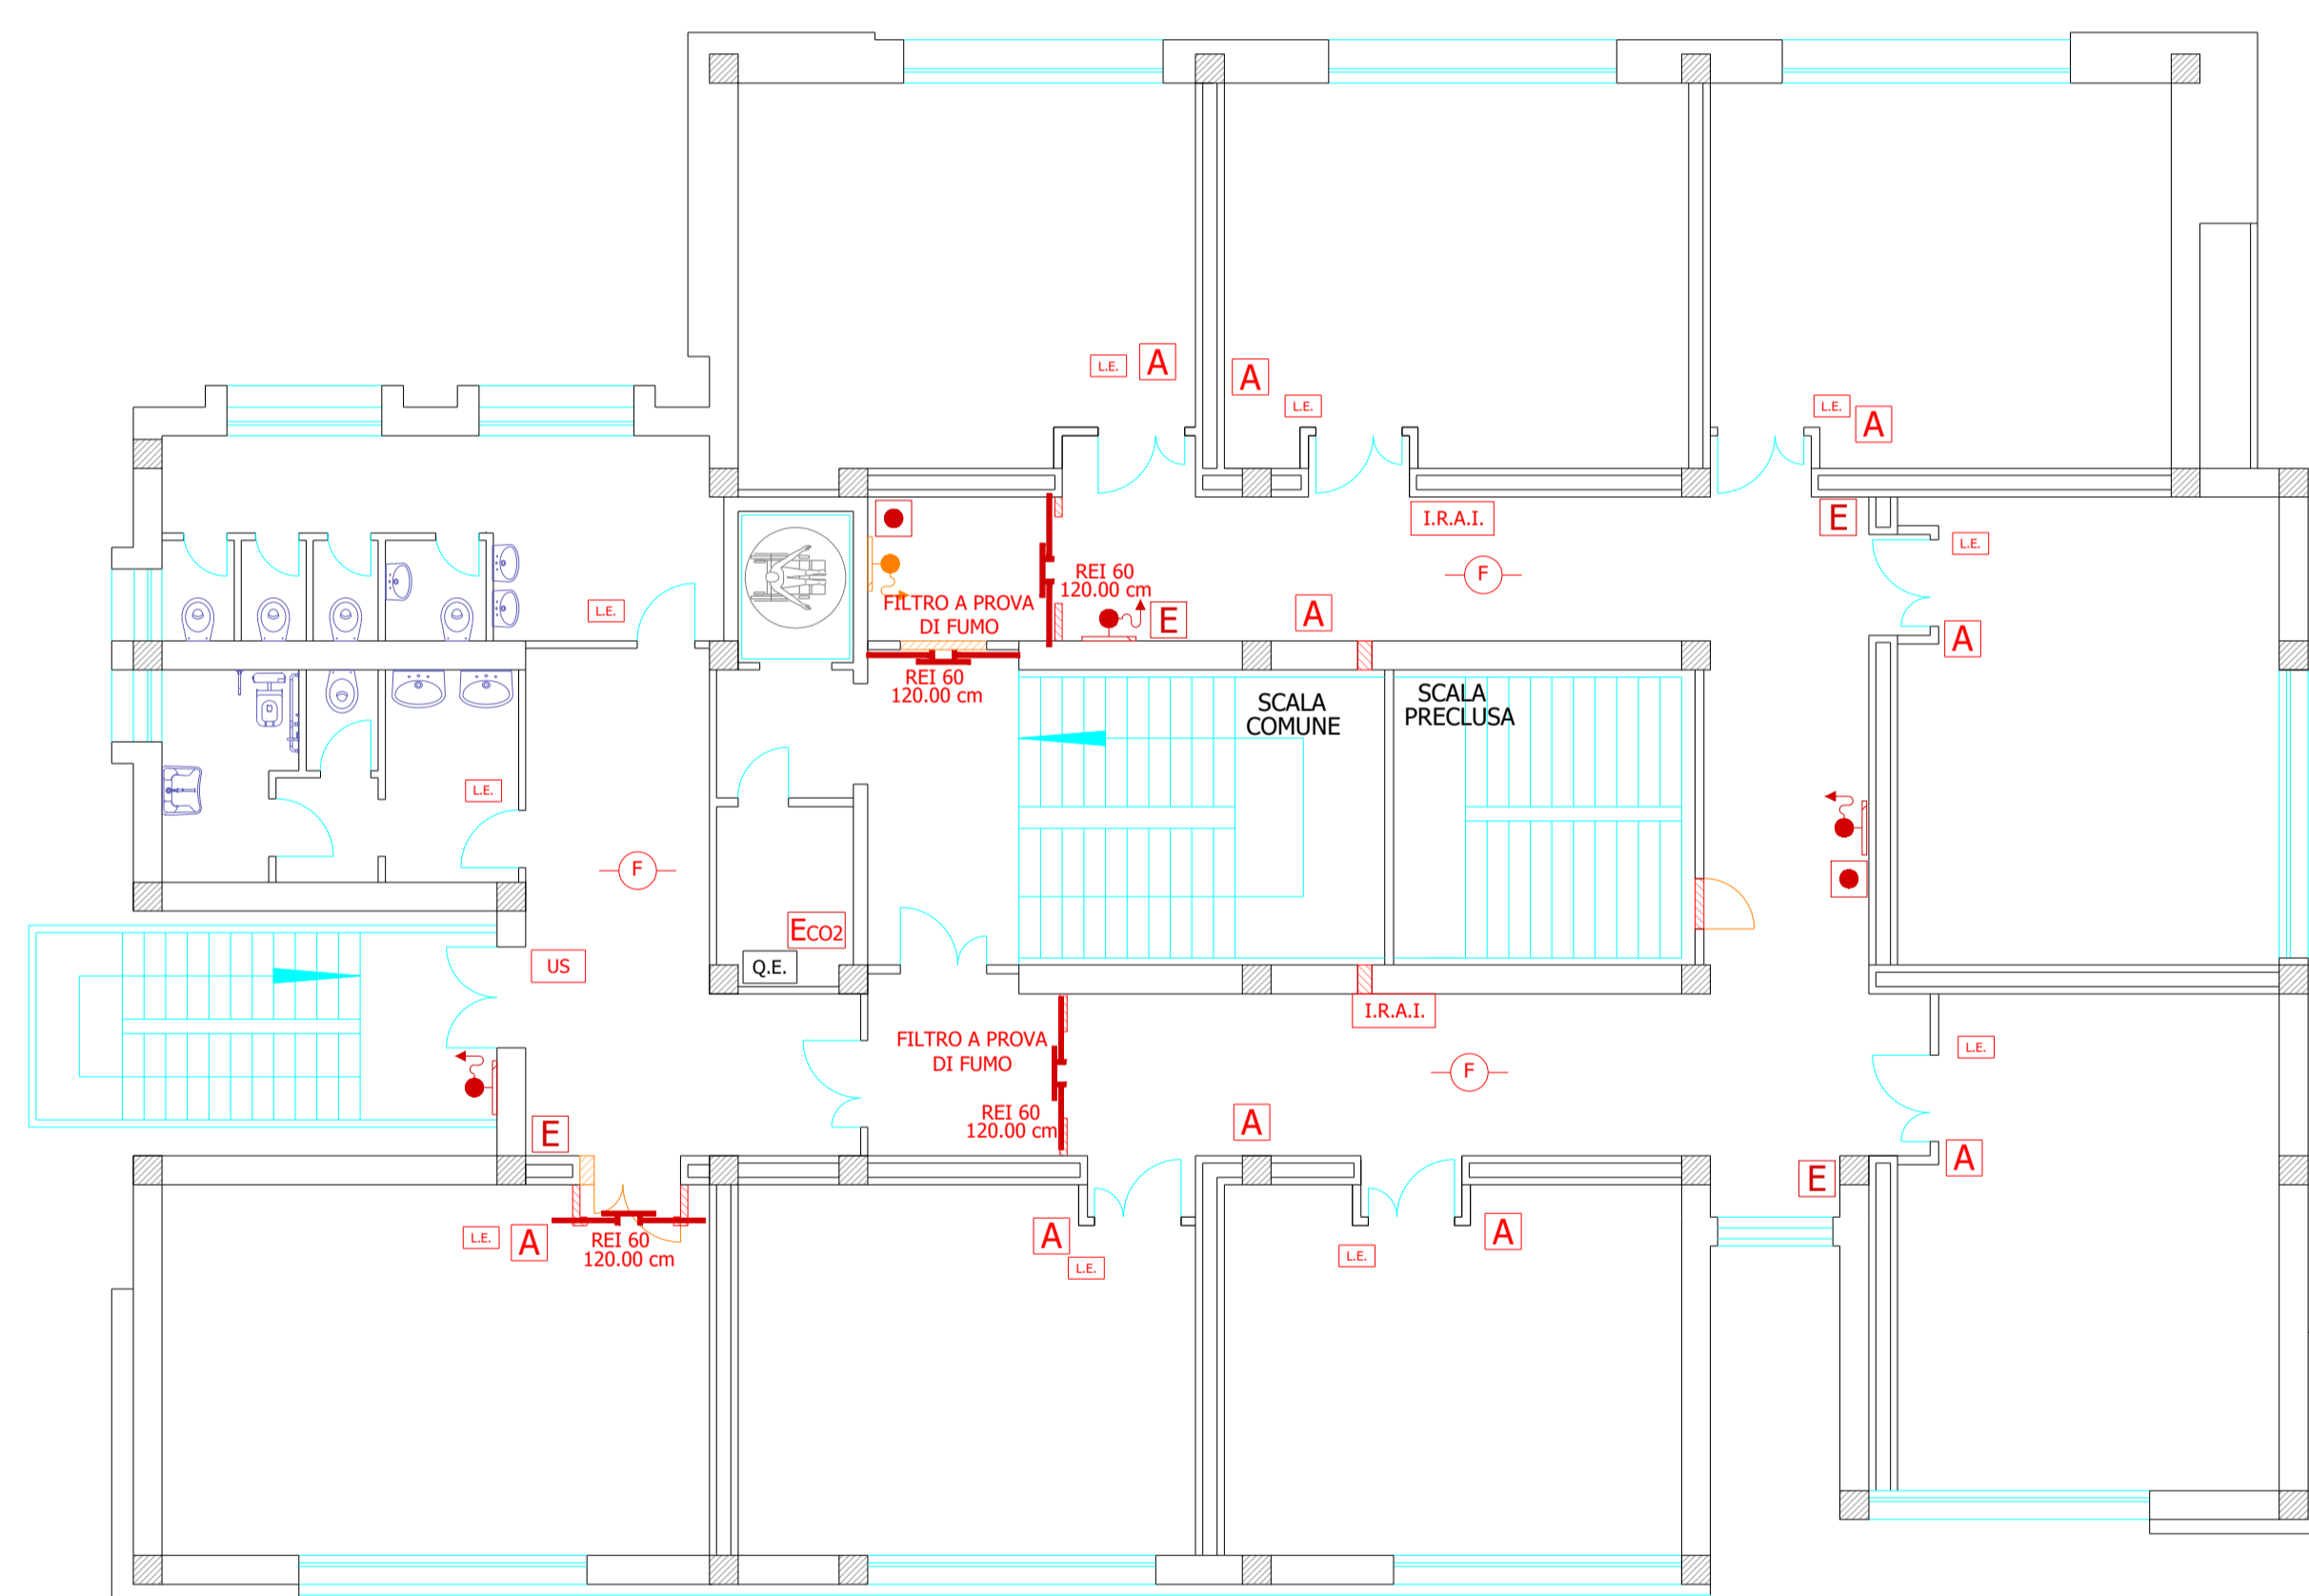 L.E.
A
A
L.E.
L.E.
A
I.R.A.I.
E
L.E.
F
REI 60
120.00 cm
FILTRO A PROVA
DI FUMO
L.E.
E
A
A
REI 60
120.00 cm
SCALA
COMUNE
SCALA
PRECLUSA
L.E.
F
ECO2
US
Q.E.
I.R.A.I.
FILTRO A PROVA
DI FUMO
F
L.E.
REI 60
120.00 cm
A
E
A
E
L.E.
A
REI 60
120.00 cm
A
L.E.
L.E.
A